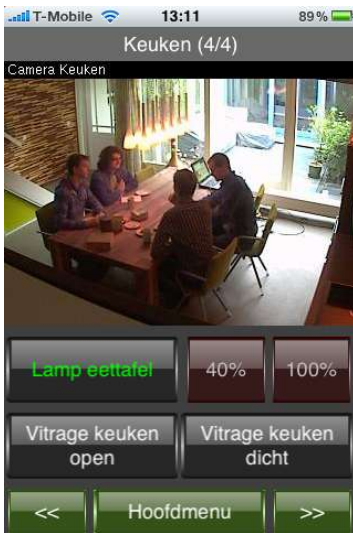 T-Mobile 13:11 89%
Keuken (4/4)
Camera Keuken
Lamp eettafel 40% 100%
Vitrage keuken
open
Vitrage keuken
dicht
<< Hoofdmenu >>